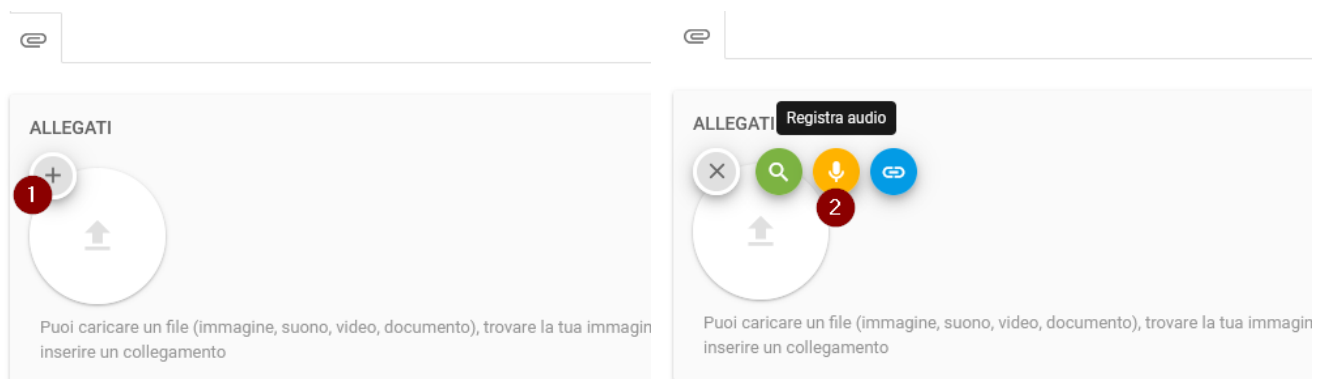 ALLEGATI
1
Puoi caricare un file (immagine, suono, video, documento), trovare la tua immagin
inserire un collegamento
ALLEGATI
Registra audio
2
Puoi caricare un file (immagine, suono, video, documento), trovare la tua immagin
inserire un collegamento